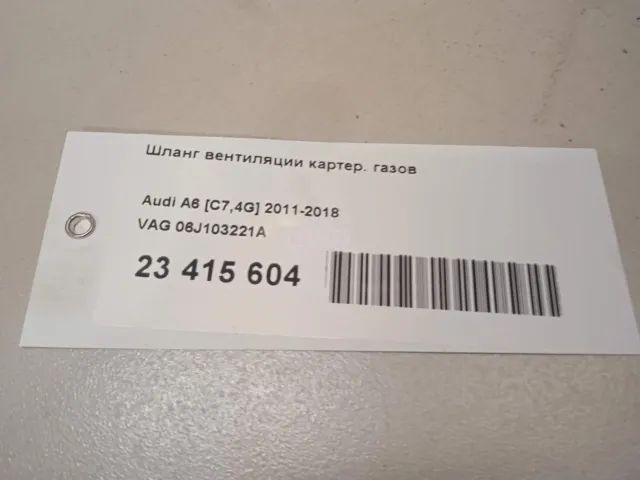 Шланг вентиляции картер. газов
Audi A6 [C7,4G] 2011-2018
VAG 06J103221A
23 415 604